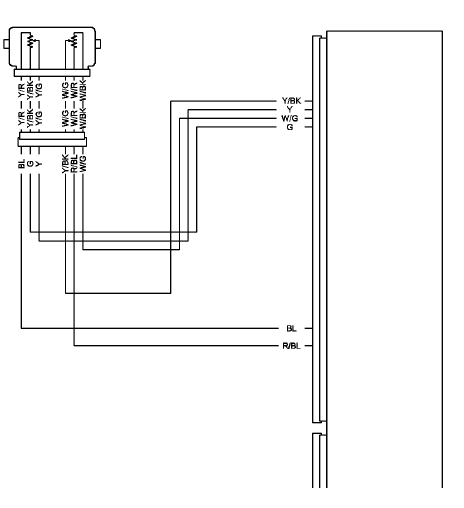 Y/R Y/BK Y/G W/G W/R W/BK
Y/R Y/BK Y/G W/G W/R W/BK
BL G Y Y/BK R/BL W/G
Y/BK
Y
W/G
G
BL
R/BL